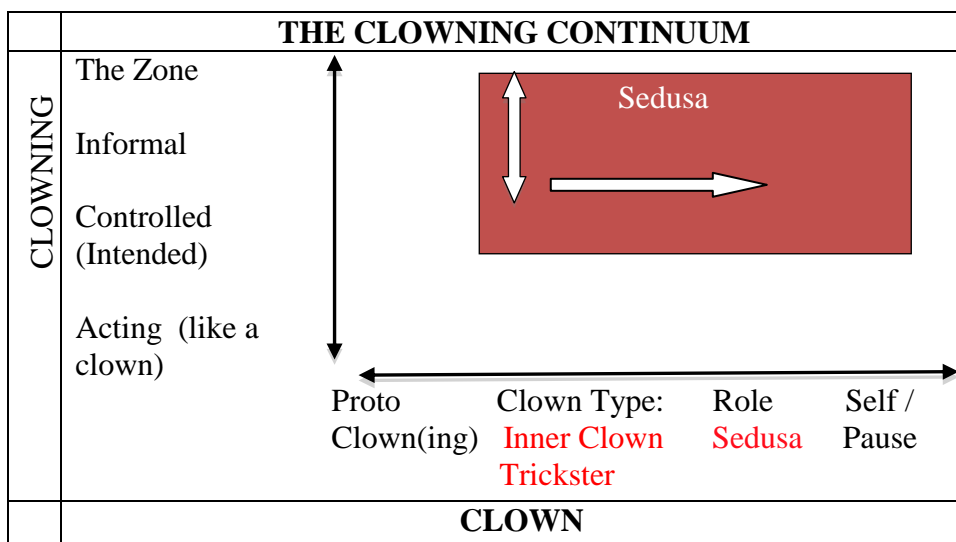 THE CLOWNING CONTINUUM
CLOWNING
The Zone
Informal
Controlled
(Intended)
Acting (like a
clown)
Sedusa
Proto
Clown(ing)
Clown Type:
Inner Clown
Trickster
Role
Sedusa
Self /
Pause
CLOWN